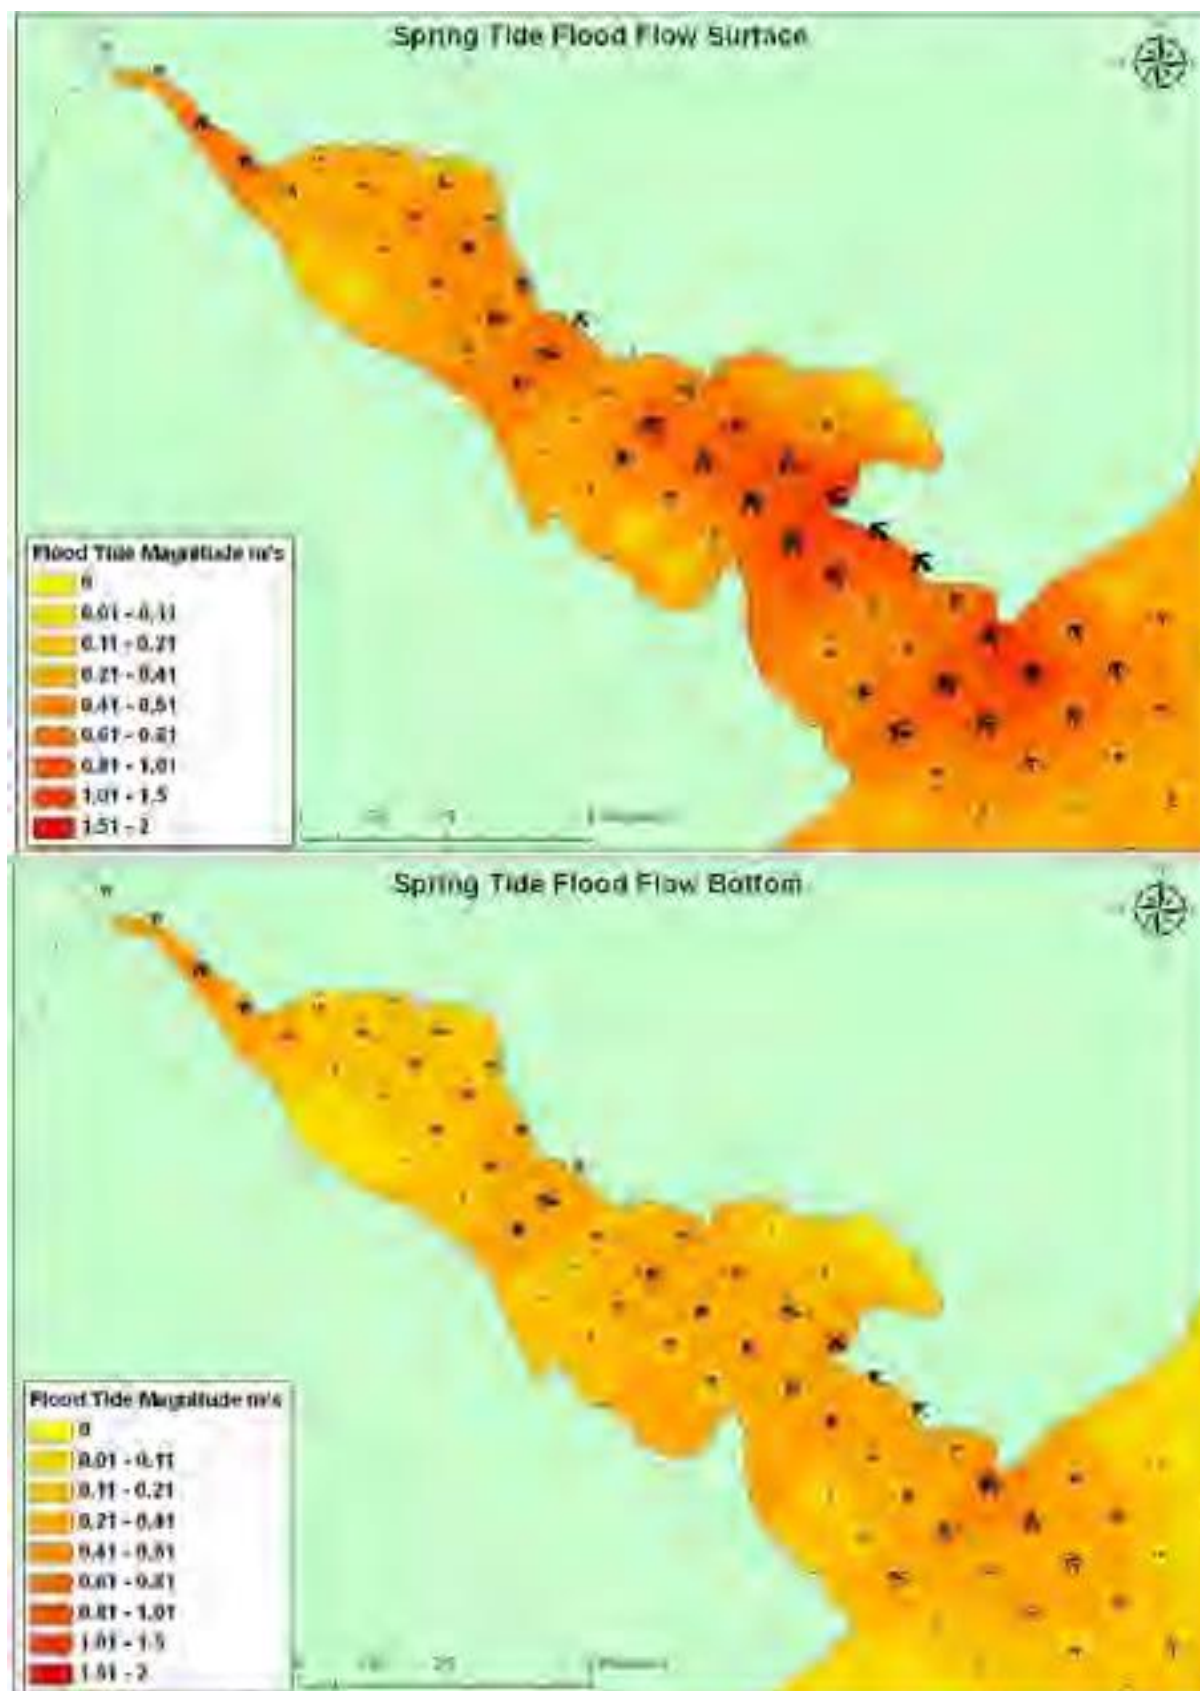 Spring Tide Flood Flow Surface
Flood Tide Magnitude m/s
0
0.01 - 0.11
0.11 - 0.21
0.21 - 0.41
0.41 - 0.61
0.61 - 0.81
0.81 - 1.01
1.01 - 1.5
1.51 - 2
Spring Tide Flood Flow Bottom
Flood Tide Magnitude m/s
0
0.01 - 0.11
0.11 - 0.21
0.21 - 0.41
0.41 - 0.61
0.61 - 0.81
0.81 - 1.01
1.01 - 1.5
1.51 - 2